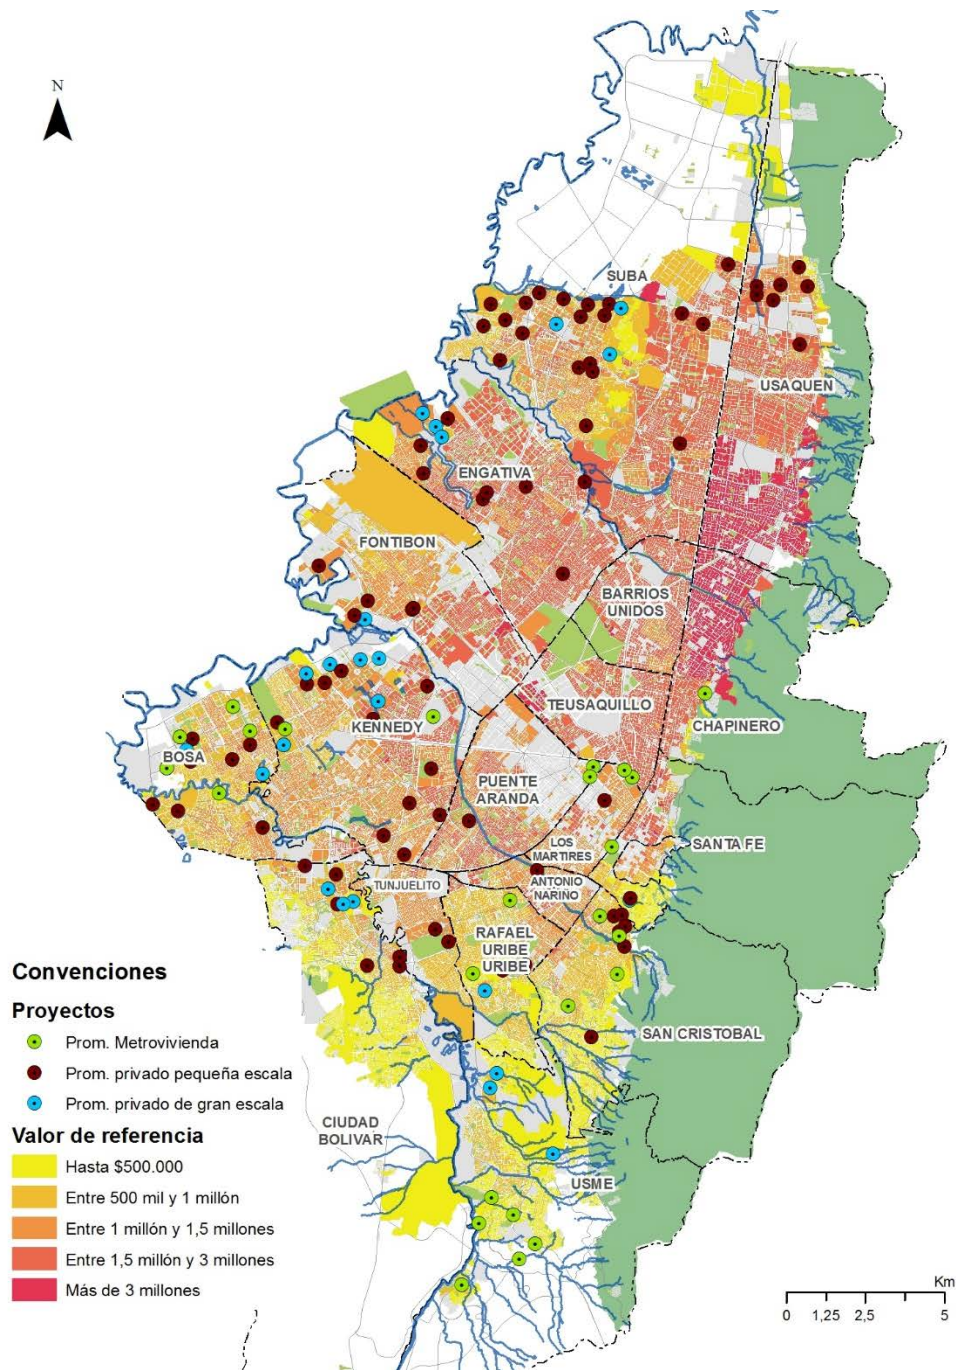 N
SUBA
USAQUEN
ENGATIVA
FONTIBON
BARRIOS
UNIDOS
TEUSAQUILLO
CHAPINERO
KENNEDY
BOSA
PUENTE
ARANDA
LOS
MARTIRES
SANTA FE
TUNJUELITO
ANTONIO
NARIÑO
RAFAEL
URIBE
URIBE
SAN CRISTOBAL
CIUDAD
BOLIVAR
USME
Convenciones
Proyectos
Prom. Metrovivienda
Prom. privado pequeña escala
Prom. privado de gran escala
Valor de referencia
Hasta $500.000
Entre 500 mil y 1 millón
Entre 1 millón y 1,5 millones
Entre 1,5 millón y 3 millones
Más de 3 millones
Km
0 1,25 2,5 5